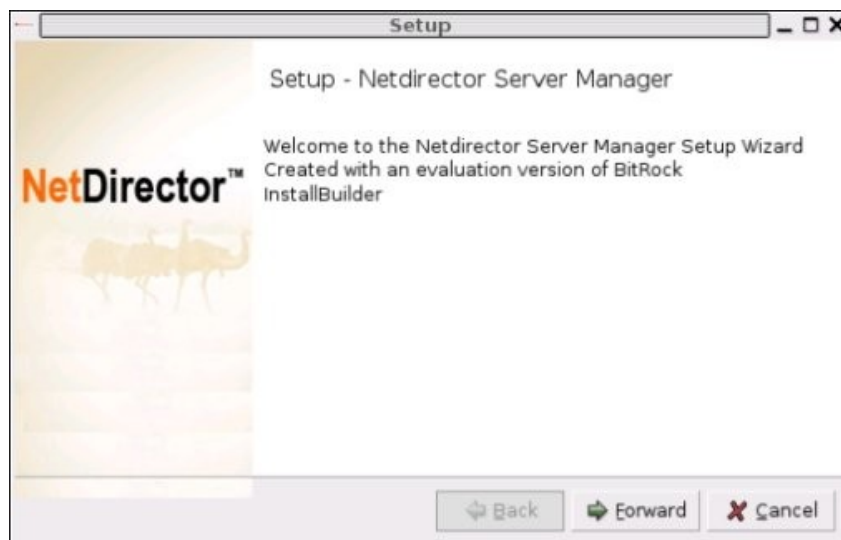 Setup
Setup - Netdirector Server Manager
NetDirector™
Welcome to the Netdirector Server Manager Setup Wizard
Created with an evaluation version of BitRock
InstallBuilder
Back
Forward
Cancel